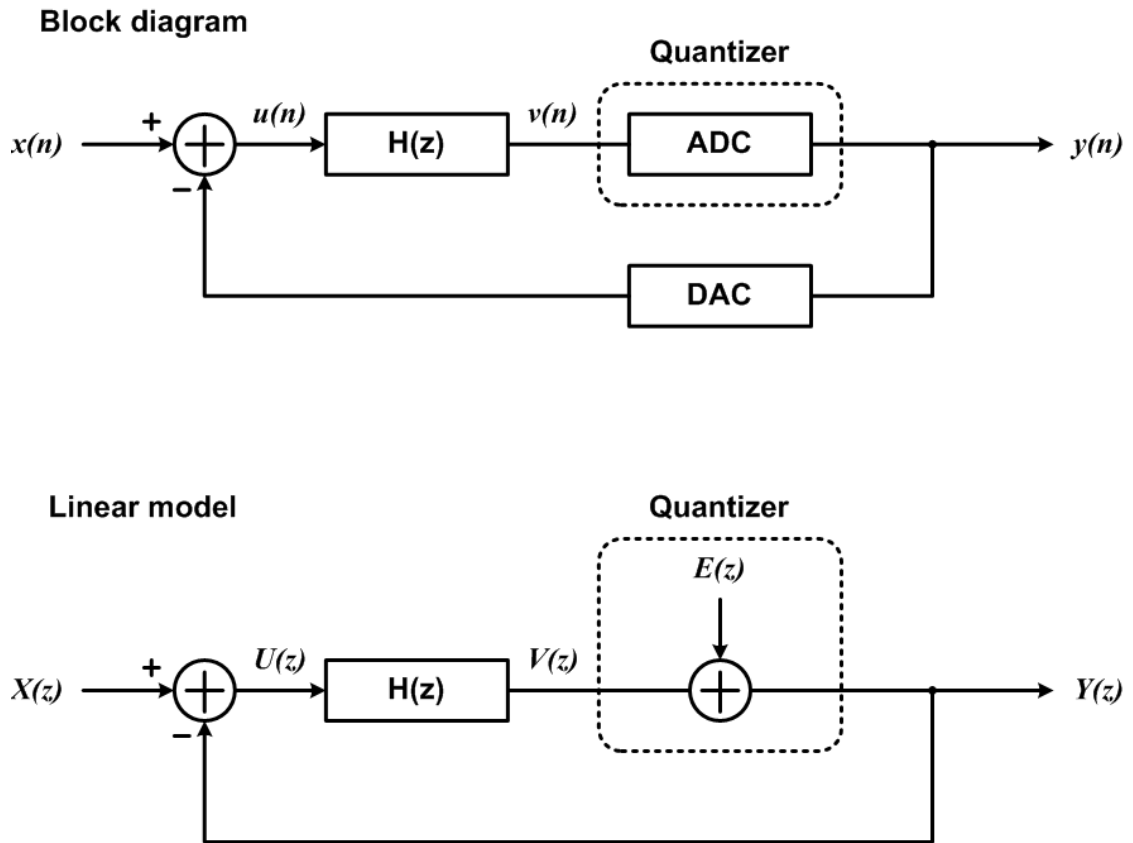 Block diagram
Quantizer
x(n) + u(n) H(z) v(n) ADC y(n)
−
DAC
Linear model
Quantizer
E(z)
X(z) + U(z) H(z) V(z) Y(z)
−